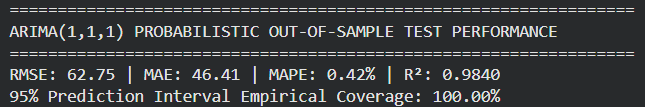 =================================================================
ARIMA(1,1,1) PROBABILISTIC OUT-OF-SAMPLE TEST PERFORMANCE
=================================================================
RMSE: 62.75 | MAE: 46.41 | MAPE: 0.42% | R²: 0.9840
95% Prediction Interval Empirical Coverage: 100.00%